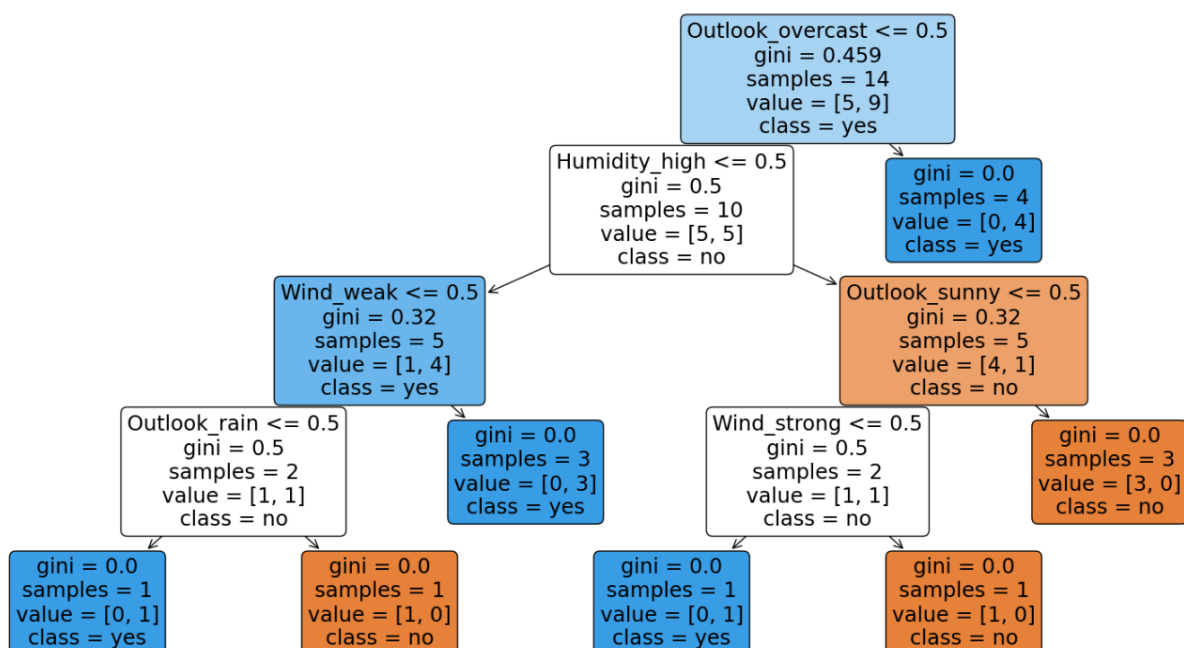 Outlook_overcast <= 0.5
gini = 0.459
samples = 14
value = [5, 9]
class = yes
Humidity_high <= 0.5
gini = 0.5
samples = 10
value = [5, 5]
class = no
gini = 0.0
samples = 4
value = [0, 4]
class = yes
Wind_weak <= 0.5
gini = 0.32
samples = 5
value = [1, 4]
class = yes
Outlook_sunny <= 0.5
gini = 0.32
samples = 5
value = [4, 1]
class = no
Outlook_rain <= 0.5
gini = 0.5
samples = 2
value = [1, 1]
class = no
gini = 0.0
samples = 3
value = [0, 3]
class = yes
Wind_strong <= 0.5
gini = 0.5
samples = 2
value = [1, 1]
class = no
gini = 0.0
samples = 3
value = [3, 0]
class = no
gini = 0.0
samples = 1
value = [0, 1]
class = yes
gini = 0.0
samples = 1
value = [1, 0]
class = no
gini = 0.0
samples = 1
value = [0, 1]
class = yes
gini = 0.0
samples = 1
value = [1, 0]
class = no